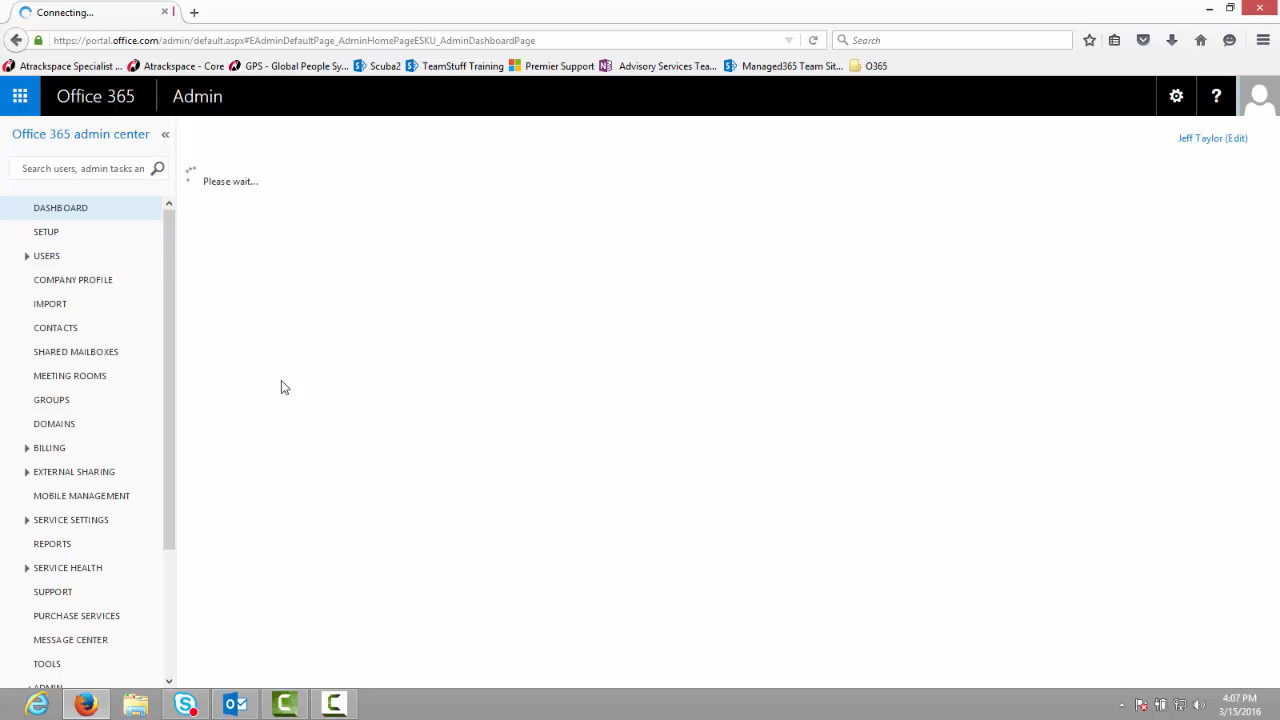 Connecting...
https://portal.office.com/admin/default.aspx#EAdminDefaultPage_AdminHomePageESKU_AdminDashboardPage
Search
Atrackspace Specialist ... Atrackspace - Core GPS - Global People Sy... Scuba2 TeamStuff Training Premier Support Advisory Services Tea... Managed365 Team Sit... O365
Office 365 Admin
Office 365 admin center «
Jeff Taylor (Edit)
Search users, admin tasks an
Please wait...
DASHBOARD
SETUP
USERS
COMPANY PROFILE
IMPORT
CONTACTS
SHARED MAILBOXES
MEETING ROOMS
GROUPS
DOMAINS
BILLING
EXTERNAL SHARING
MOBILE MANAGEMENT
SERVICE SETTINGS
REPORTS
SERVICE HEALTH
SUPPORT
PURCHASE SERVICES
MESSAGE CENTER
TOOLS
ADMIN
4:07 PM
3/15/2016